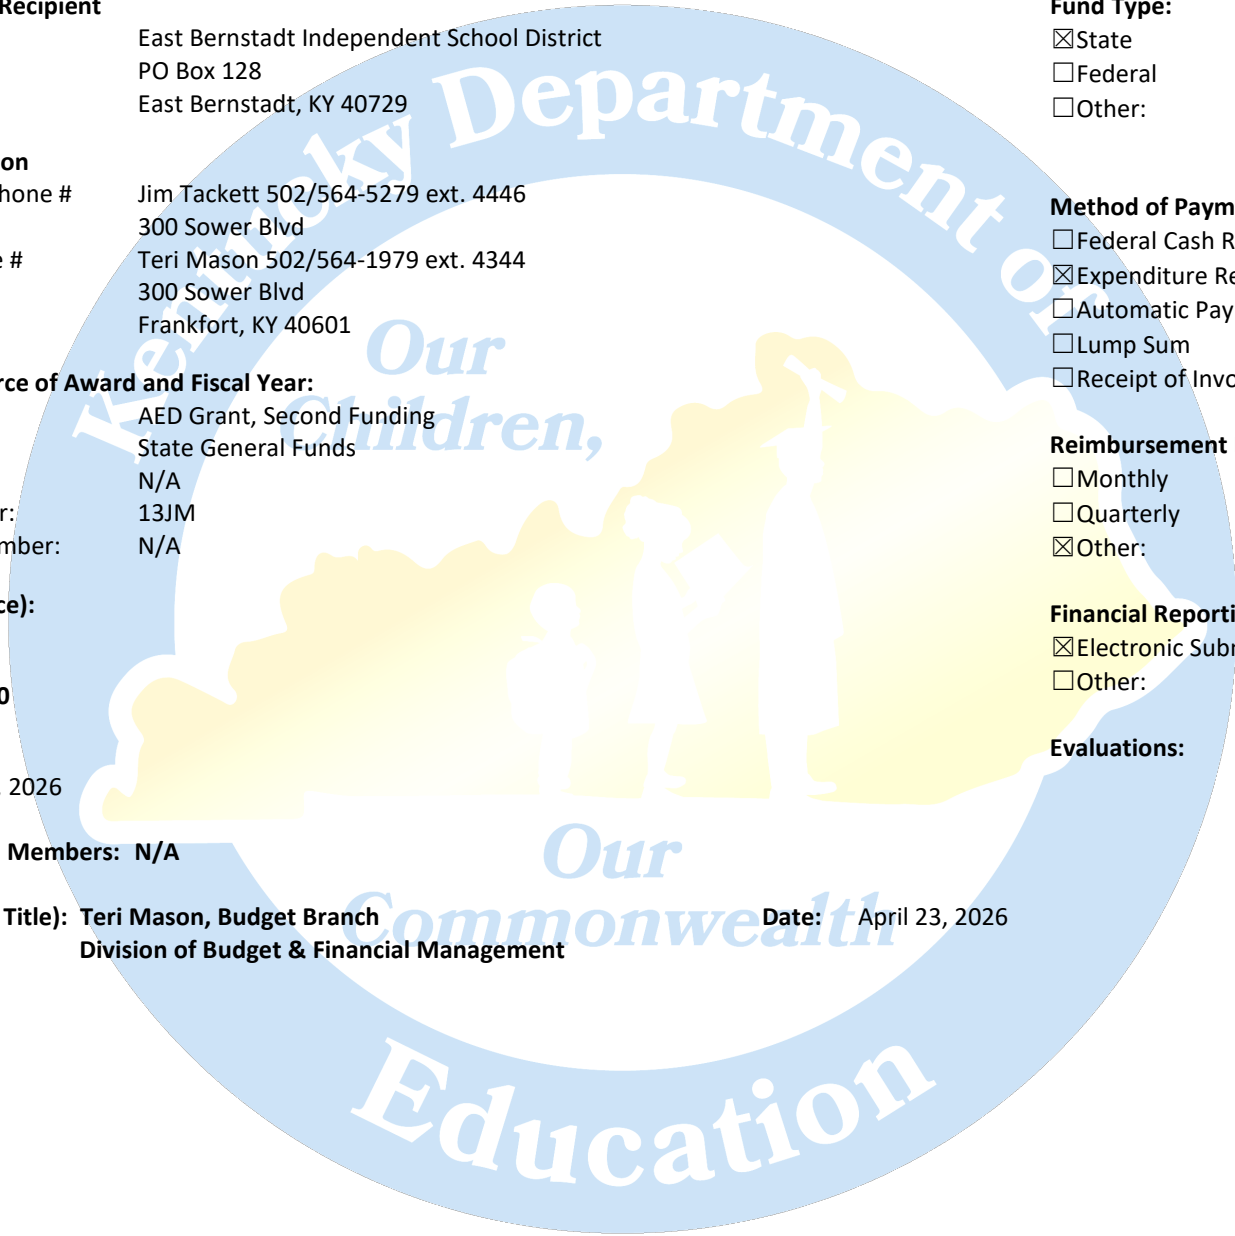 Recipient
East Bernstadt Independent School District
PO Box 128
East Bernstadt, KY 40729
on
hone # Jim Tackett 502/564-5279 ext. 4446
300 Sower Blvd
e # Teri Mason 502/564-1979 ext. 4344
300 Sower Blvd
Frankfort, KY 40601
rce of Award and Fiscal Year:
AED Grant, Second Funding
State General Funds
N/A
r: 13JM
mber: N/A
ce):
0
, 2026
Members: N/A
Title): Teri Mason, Budget Branch
Division of Budget & Financial Management
Date: April 23, 2026
Fund Type:
☒State
☐Federal
☐Other:
Method of Paym
☐Federal Cash R
☒Expenditure Re
☐Automatic Pay
☐Lump Sum
☐Receipt of Invo
Reimbursement
☐Monthly
☐Quarterly
☒Other:
Financial Reporti
☒Electronic Subr
☐Other:
Evaluations:
Kentucky Department of
Education
Our
Children,
Our
Commonwealth